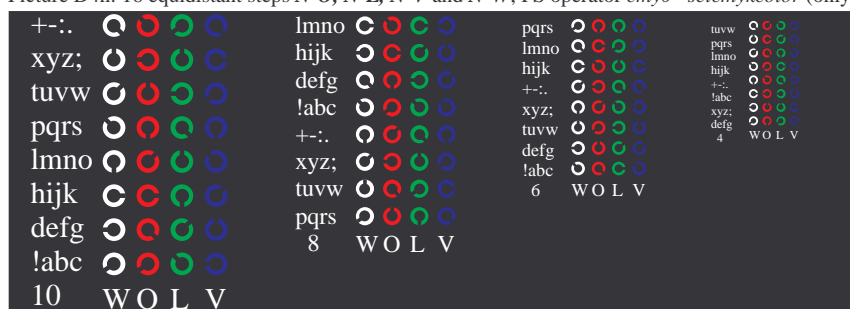 +-:.
xyz;
tuvw
pqrs
lmno
hijk
defg
!abc
10 W O L V
lmno
hijk
defg
!abc
+-:.
xyz;
tuvw
pqrs
8 W O L V
pqrs
lmno
hijk
+-:.
xyz;
tuvw
defg
!abc
6 W O L V
tuvw
pqrs
lmno
hijk
+-:.
!abc
xyz;
defg
4 W O L V